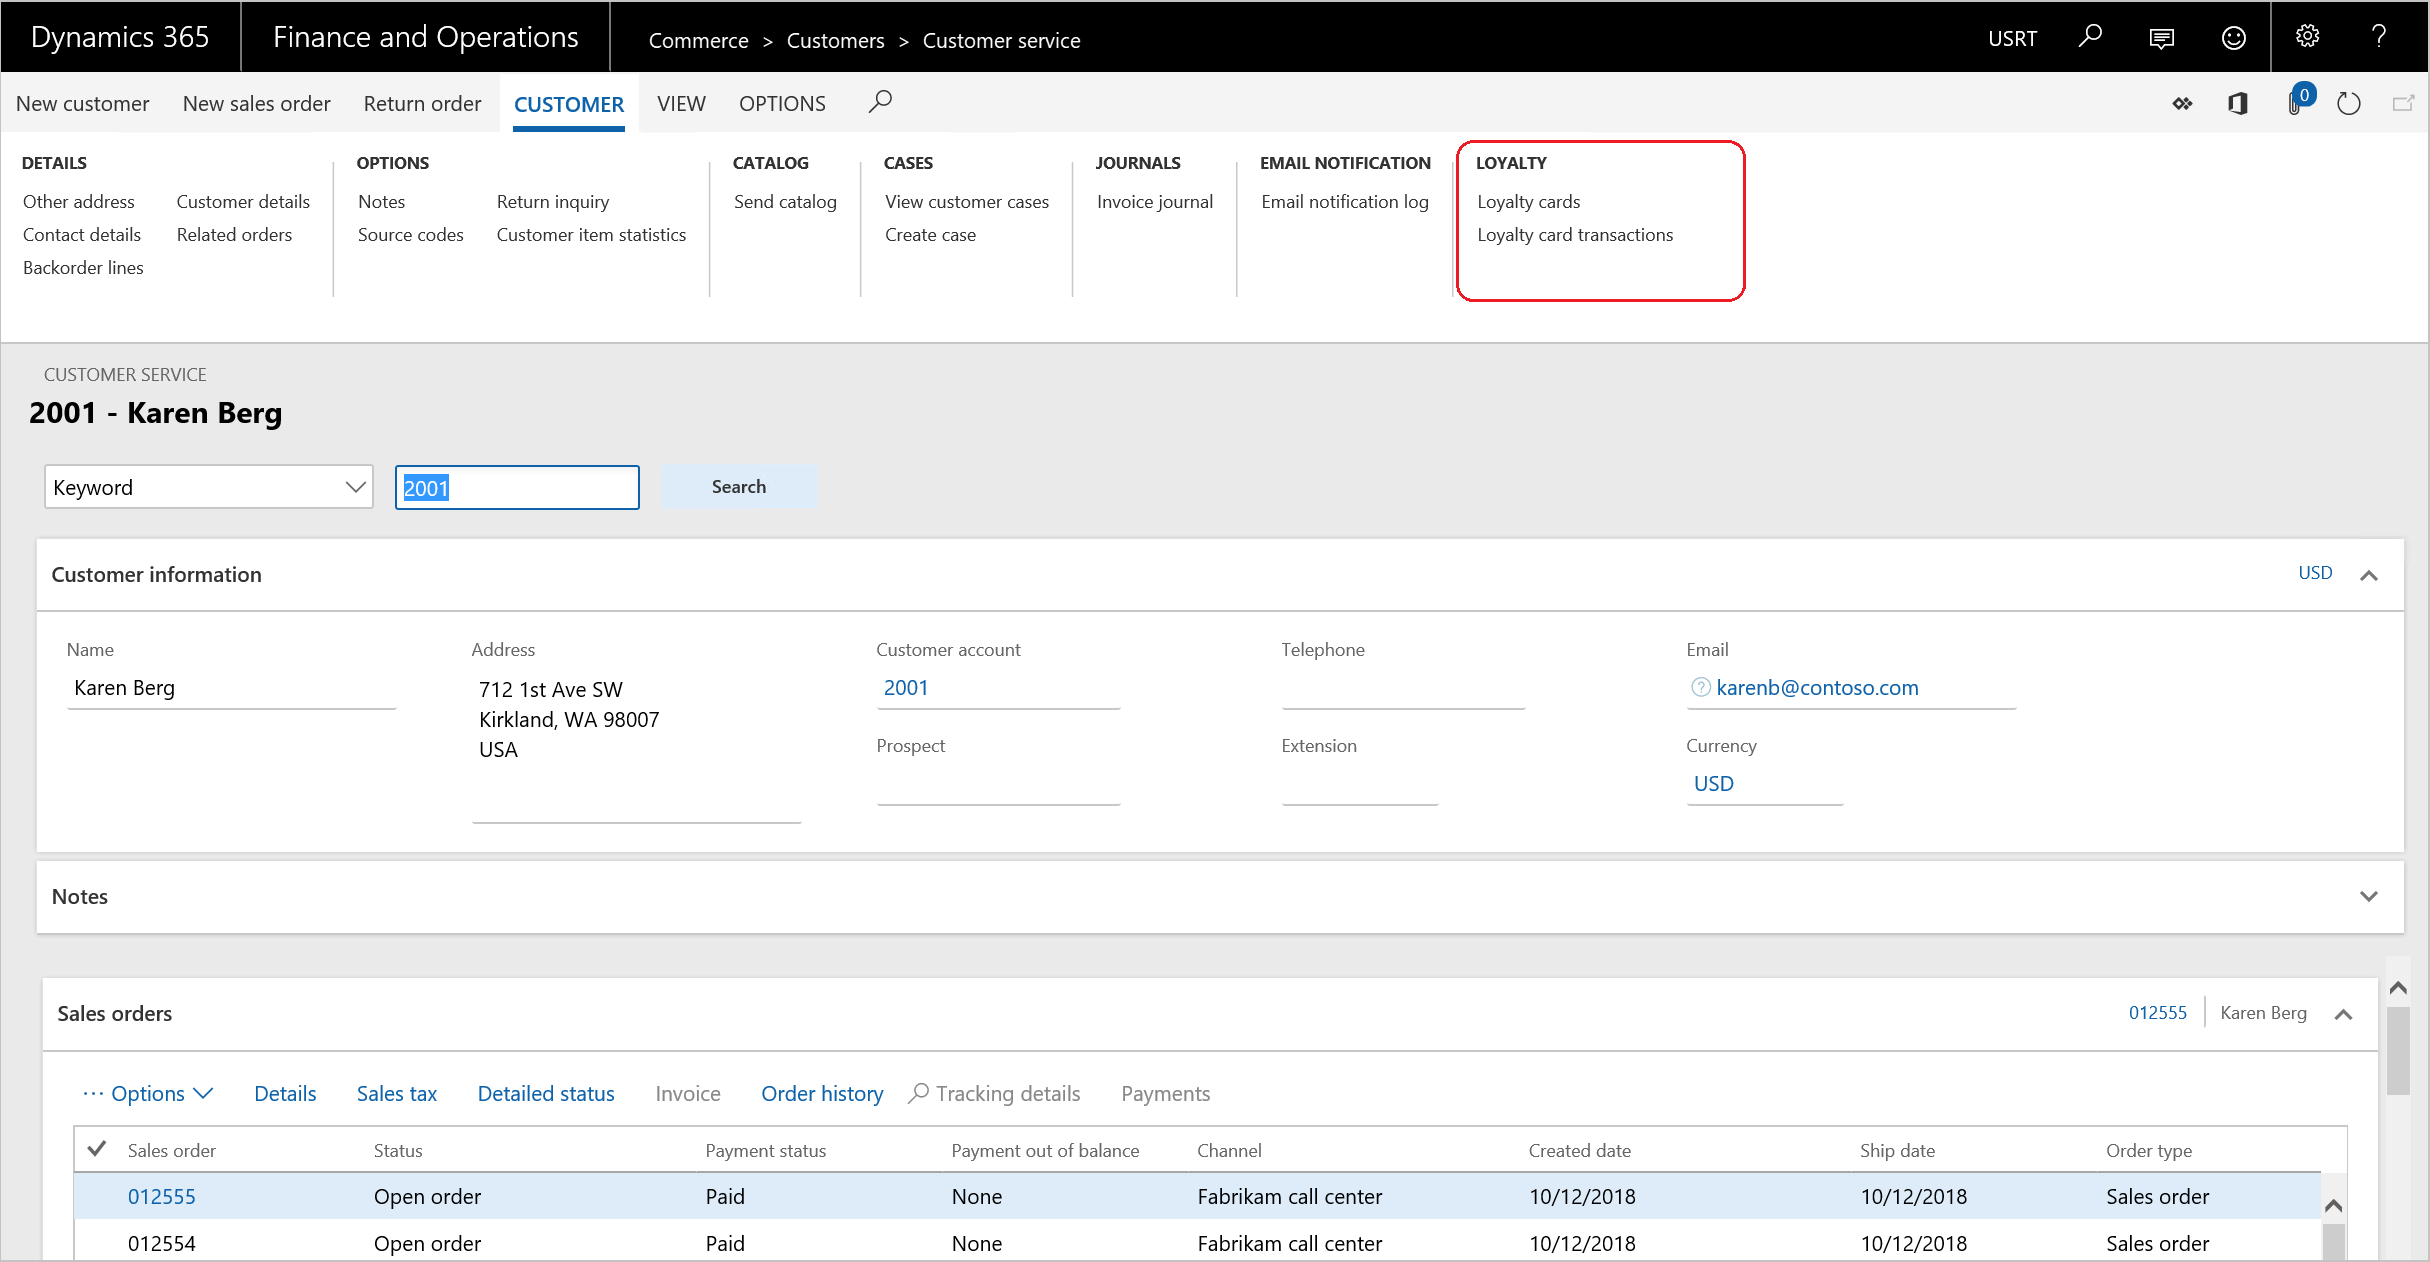 Dynamics 365 Finance and Operations Commerce > Customers > Customer service USRT ?
New customer New sales order Return order CUSTOMER VIEW OPTIONS 0
DETAILS OPTIONS CATALOG CASES JOURNALS EMAIL NOTIFICATION LOYALTY
Other address Customer details Notes Return inquiry Send catalog View customer cases Invoice journal Email notification log Loyalty cards
Contact details Related orders Source codes Customer item statistics Create case Loyalty card transactions
Backorder lines
CUSTOMER SERVICE
2001 - Karen Berg
Keyword 2001 Search
Customer information USD
Name Address Customer account Telephone Email
Karen Berg 712 1st Ave SW 2001 ? karenb@contoso.com
Kirkland, WA 98007
USA Prospect Extension Currency
USD
Notes
Sales orders 012555 Karen Berg
··· Options Details Sales tax Detailed status Invoice Order history Tracking details Payments
Sales order Status Payment status Payment out of balance Channel Created date Ship date Order type
012555 Open order Paid None Fabrikam call center 10/12/2018 10/12/2018 Sales order
012554 Open order Paid None Fabrikam call center 10/12/2018 10/12/2018 Sales order